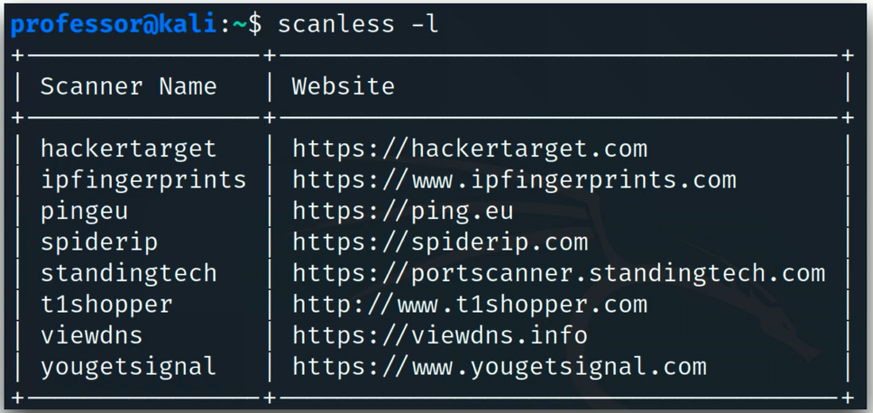 professor@kali:~$ scanless -l
Scanner Name | Website
hackertarget | https://hackertarget.com
ipfingerprints | https://www.ipfingerprints.com
pingeu | https://ping.eu
spiderip | https://spiderip.com
standingtech | https://portscanner.standingtech.com
t1shopper | http://www.t1shopper.com
viewdns | https://viewdns.info
yougetsignal | https://www.yougetsignal.com